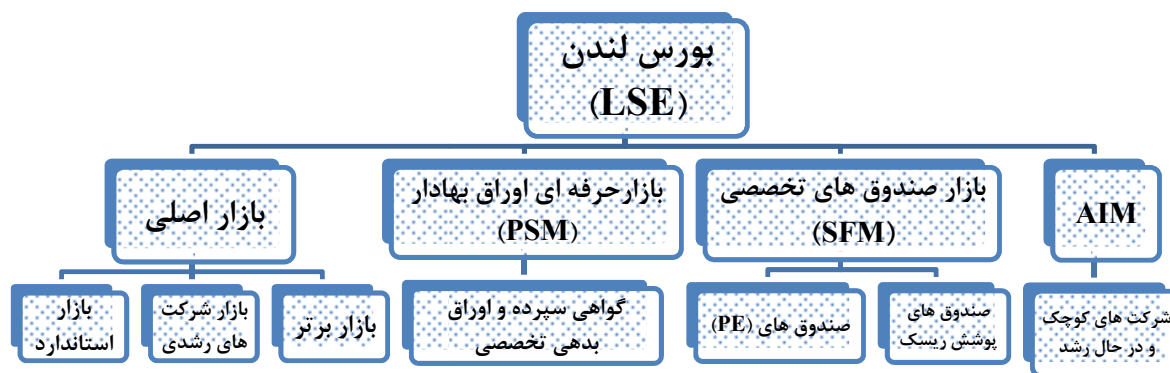 بورس لندن
(LSE)
AIM
بازار صندوق های تخصصی
(SFM)
بازارحرفه ای اوراق بهادار
(PSM)
بازار اصلی
شرکت های کوچک
و در حال رشد
صندوق های
پوشش ریسک
صندوق های (PE)
گواهی سپرده و اوراق
بدهی تخصصی
بازار برتر
بازار شرکت
های رشدی
بازار
استاندارد